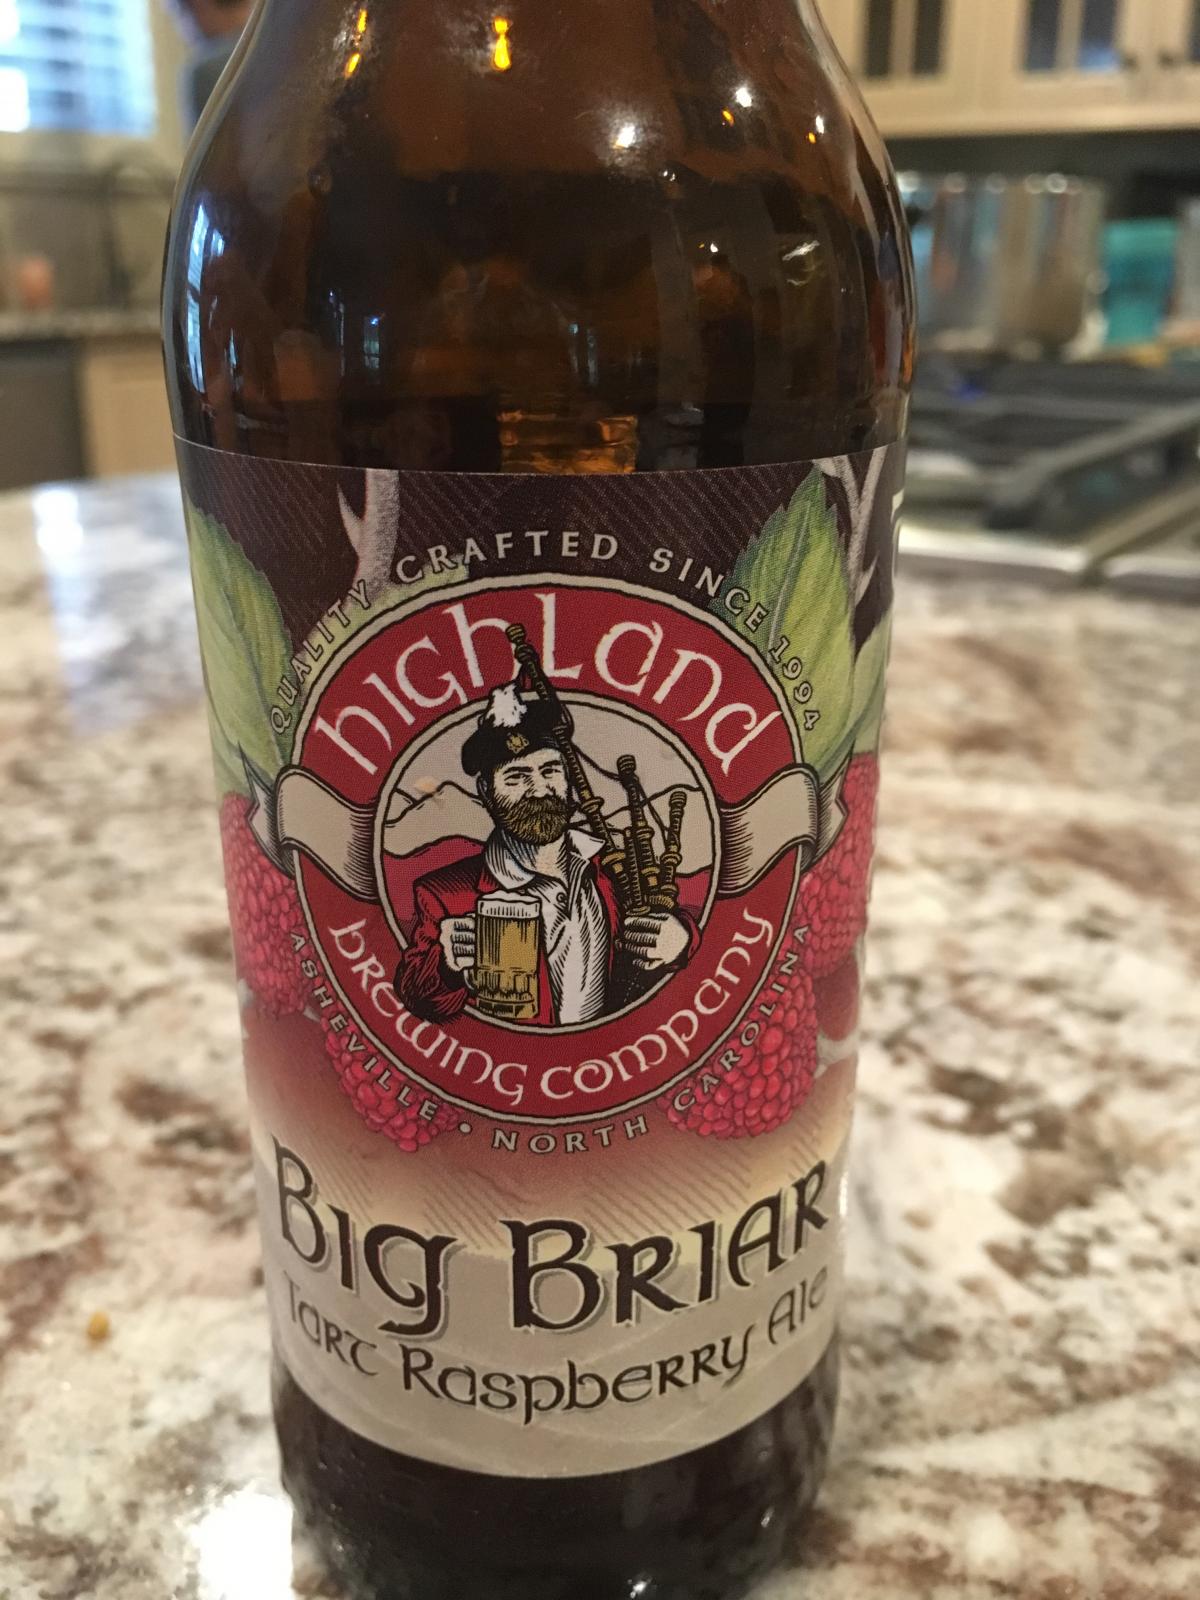 QUALITY CRAFTED SINCE 1994
highland
brewing company
ASHEVILLE • NORTH CAROLINA
BIG BRIAR
Tart Raspberry Ale